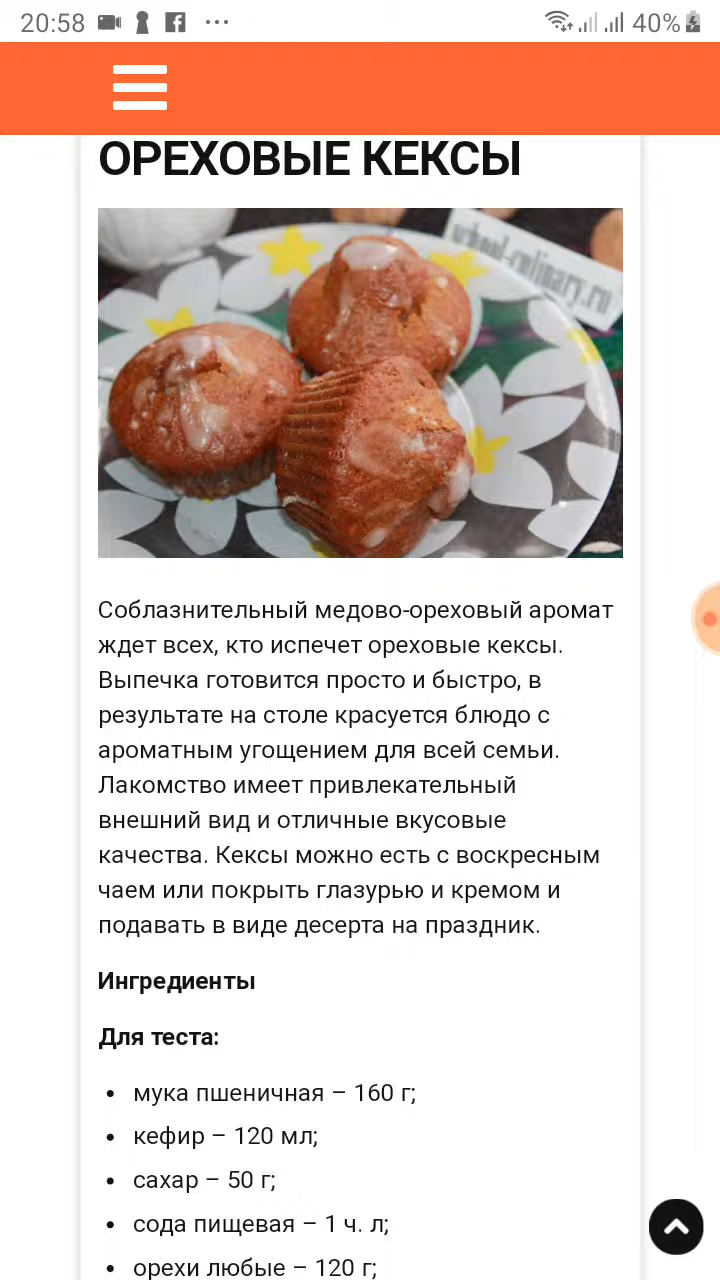 20:58
40%
ОРЕХОВЫЕ КЕКСЫ
school-culinary.ru
Соблазнительный медово-ореховый аромат
ждет всех, кто испечет ореховые кексы.
Выпечка готовится просто и быстро, в
результате на столе красуется блюдо с
ароматным угощением для всей семьи.
Лакомство имеет привлекательный
внешний вид и отличные вкусовые
качества. Кексы можно есть с воскресным
чаем или покрыть глазурью и кремом и
подавать в виде десерта на праздник.
Ингредиенты
Для теста:
• мука пшеничная – 160 г;
• кефир – 120 мл;
• сахар – 50 г;
• сода пищевая – 1 ч. л;
• орехи любые – 120 г;